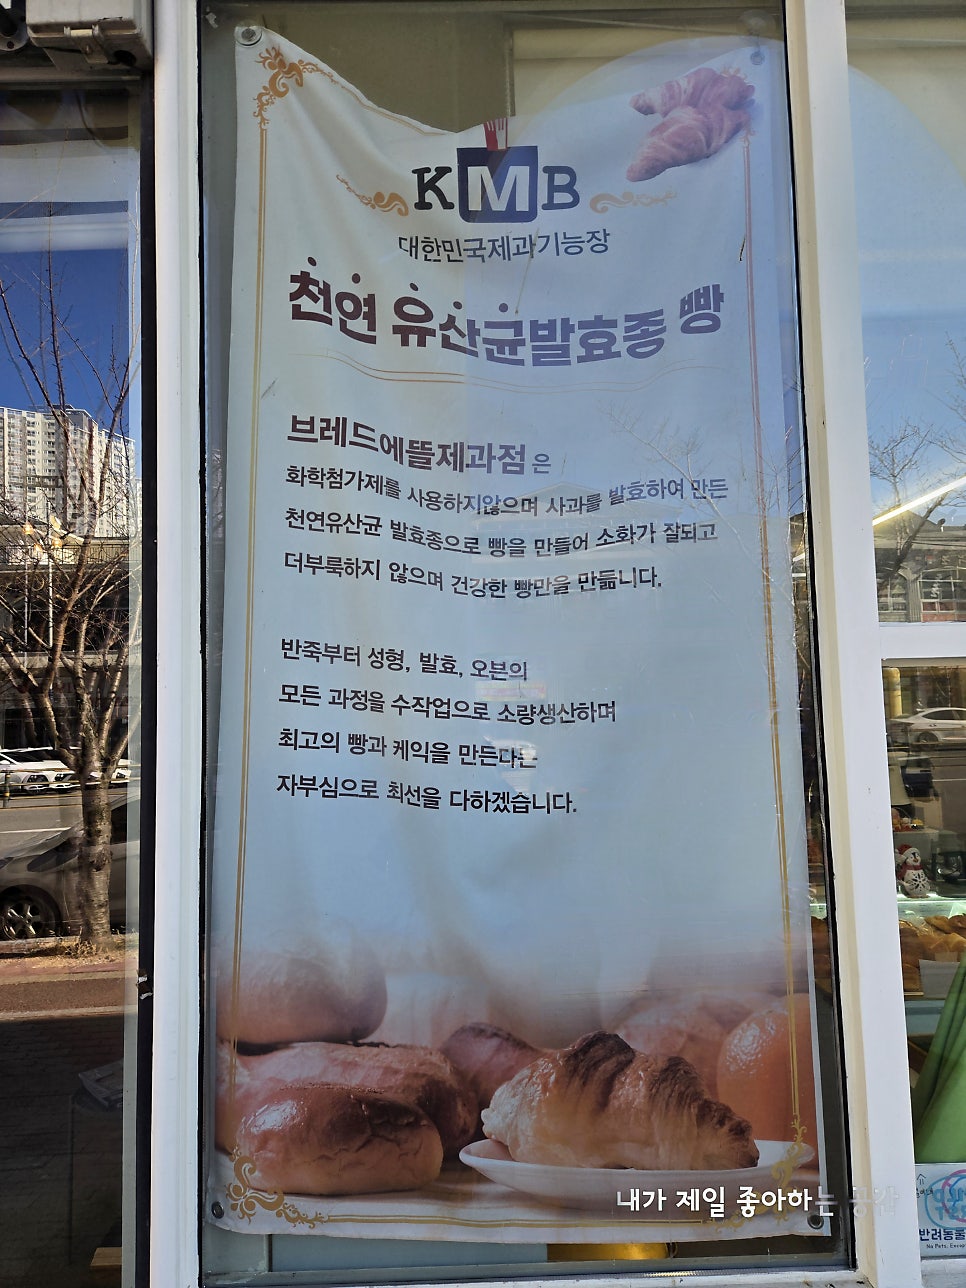 KMB
대한민국제과기능장
천연 유산균발효종 빵
브레드에뜰제과점은
화학첨가제를 사용하지않으며 사과를 발효하여 만든
천연유산균 발효종으로 빵을 만들어 소화가 잘되고
더부룩하지 않으며 건강한 빵만을 만듦니다.
반죽부터 성형, 발효, 오븐의
모든 과정을 수작업으로 소량생산하며
최고의 빵과 케익을 만든다는
자부심으로 최선을 다하겠습니다.
내가 제일 좋아하는 공간
반려동물
No Pets,